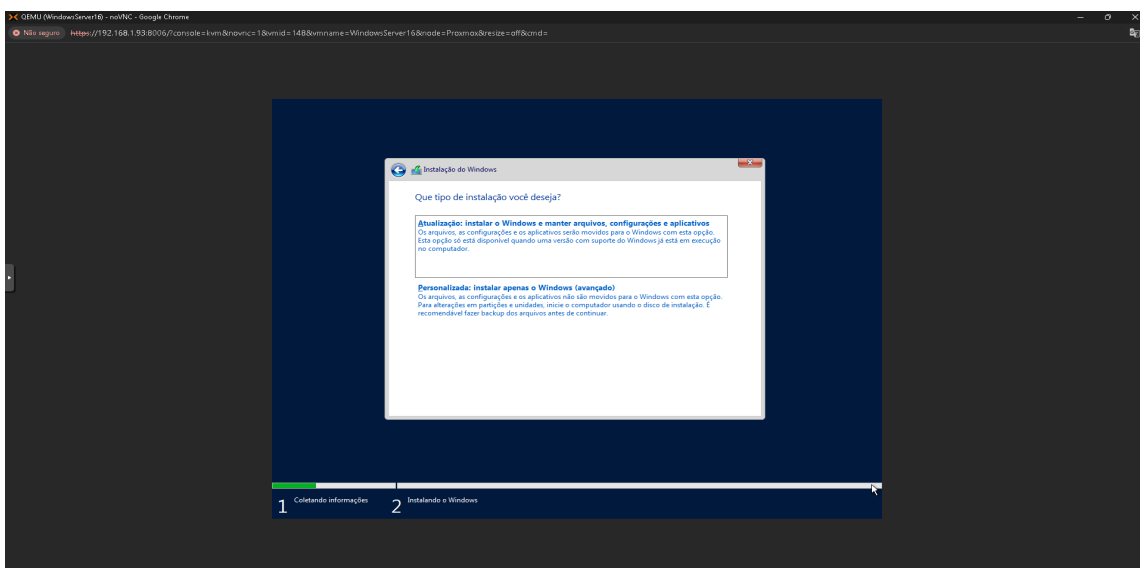 QEMU (WindowsServer16) - noVNC - Google Chrome
Não seguro https://192.168.1.93:8006/?console=kvm&novnc=1&vmid=148&vmname=WindowsServer16&node=Proxmox&resize=off&cmd=
Instalação do Windows
Que tipo de instalação você deseja?
Atualização: instalar o Windows e manter arquivos, configurações e aplicativos
Os arquivos, as configurações e os aplicativos serão movidos para o Windows com esta opção.
Esta opção só está disponível quando uma versão com suporte do Windows já está em execução
no computador.
Personalizada: instalar apenas o Windows (avançado)
Os arquivos, as configurações e os aplicativos não são movidos para o Windows com esta opção.
Para alterações em partições e unidades, inicie o computador usando o disco de instalação. É
recomendável fazer backup dos arquivos antes de continuar.
1 Coletando informações
2 Instalando o Windows